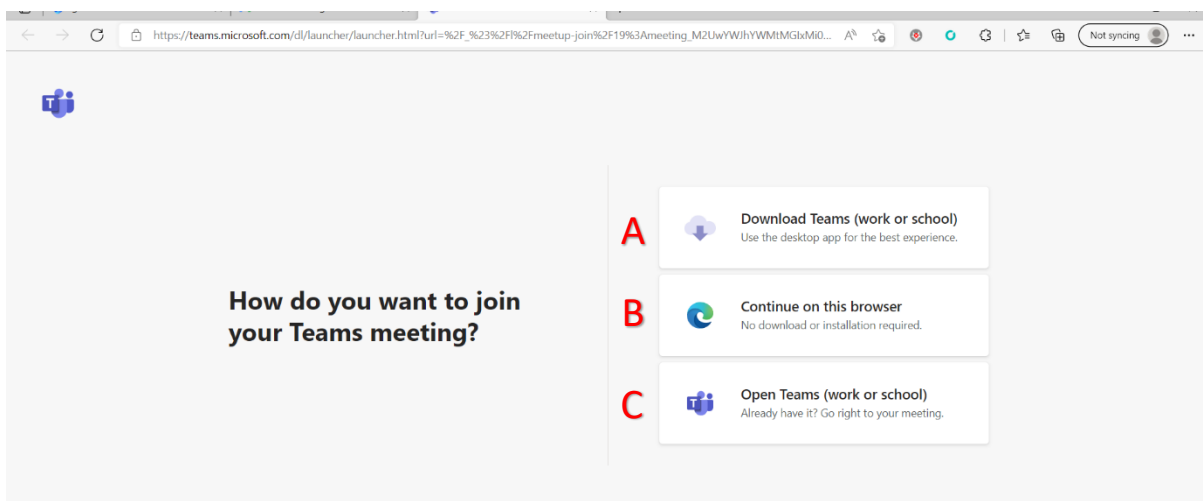 https://teams.microsoft.com/dl/launcher/launcher.html?url=%2F_%23%2Fl%2Fmeetup-join%2F19%3Ameeting_M2UwYWJhYWMtMGIxMi0...
Not syncing
How do you want to join
your Teams meeting?
A
Download Teams (work or school)
Use the desktop app for the best experience.
B
Continue on this browser
No download or installation required.
C
Open Teams (work or school)
Already have it? Go right to your meeting.